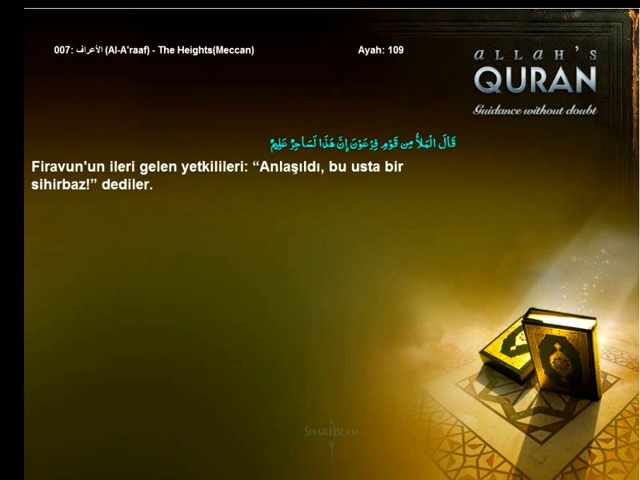 007: الأعراف (Al-A'raaf) - The Heights(Meccan) Ayah: 109
ALLAH'S
QURAN
Guidance without doubt
قَالَ الْمَلَأُ مِن قَوْمِ فِرْعَوْنَ إِنَّ هَذَا لَسَاحِرٌ عَلِيمٌ
Firavun'un ileri gelen yetkilileri: “Anlaşıldı, bu usta bir
sihirbaz!” dediler.
SHAREISLAM